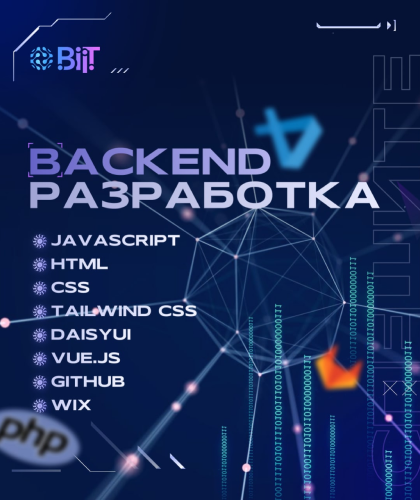 BiiT
BACKEND
РАЗРАБОТКА
JAVASCRIPT
HTML
CSS
TAILWIND CSS
DAISYUI
VUE.JS
GITHUB
WIX
php